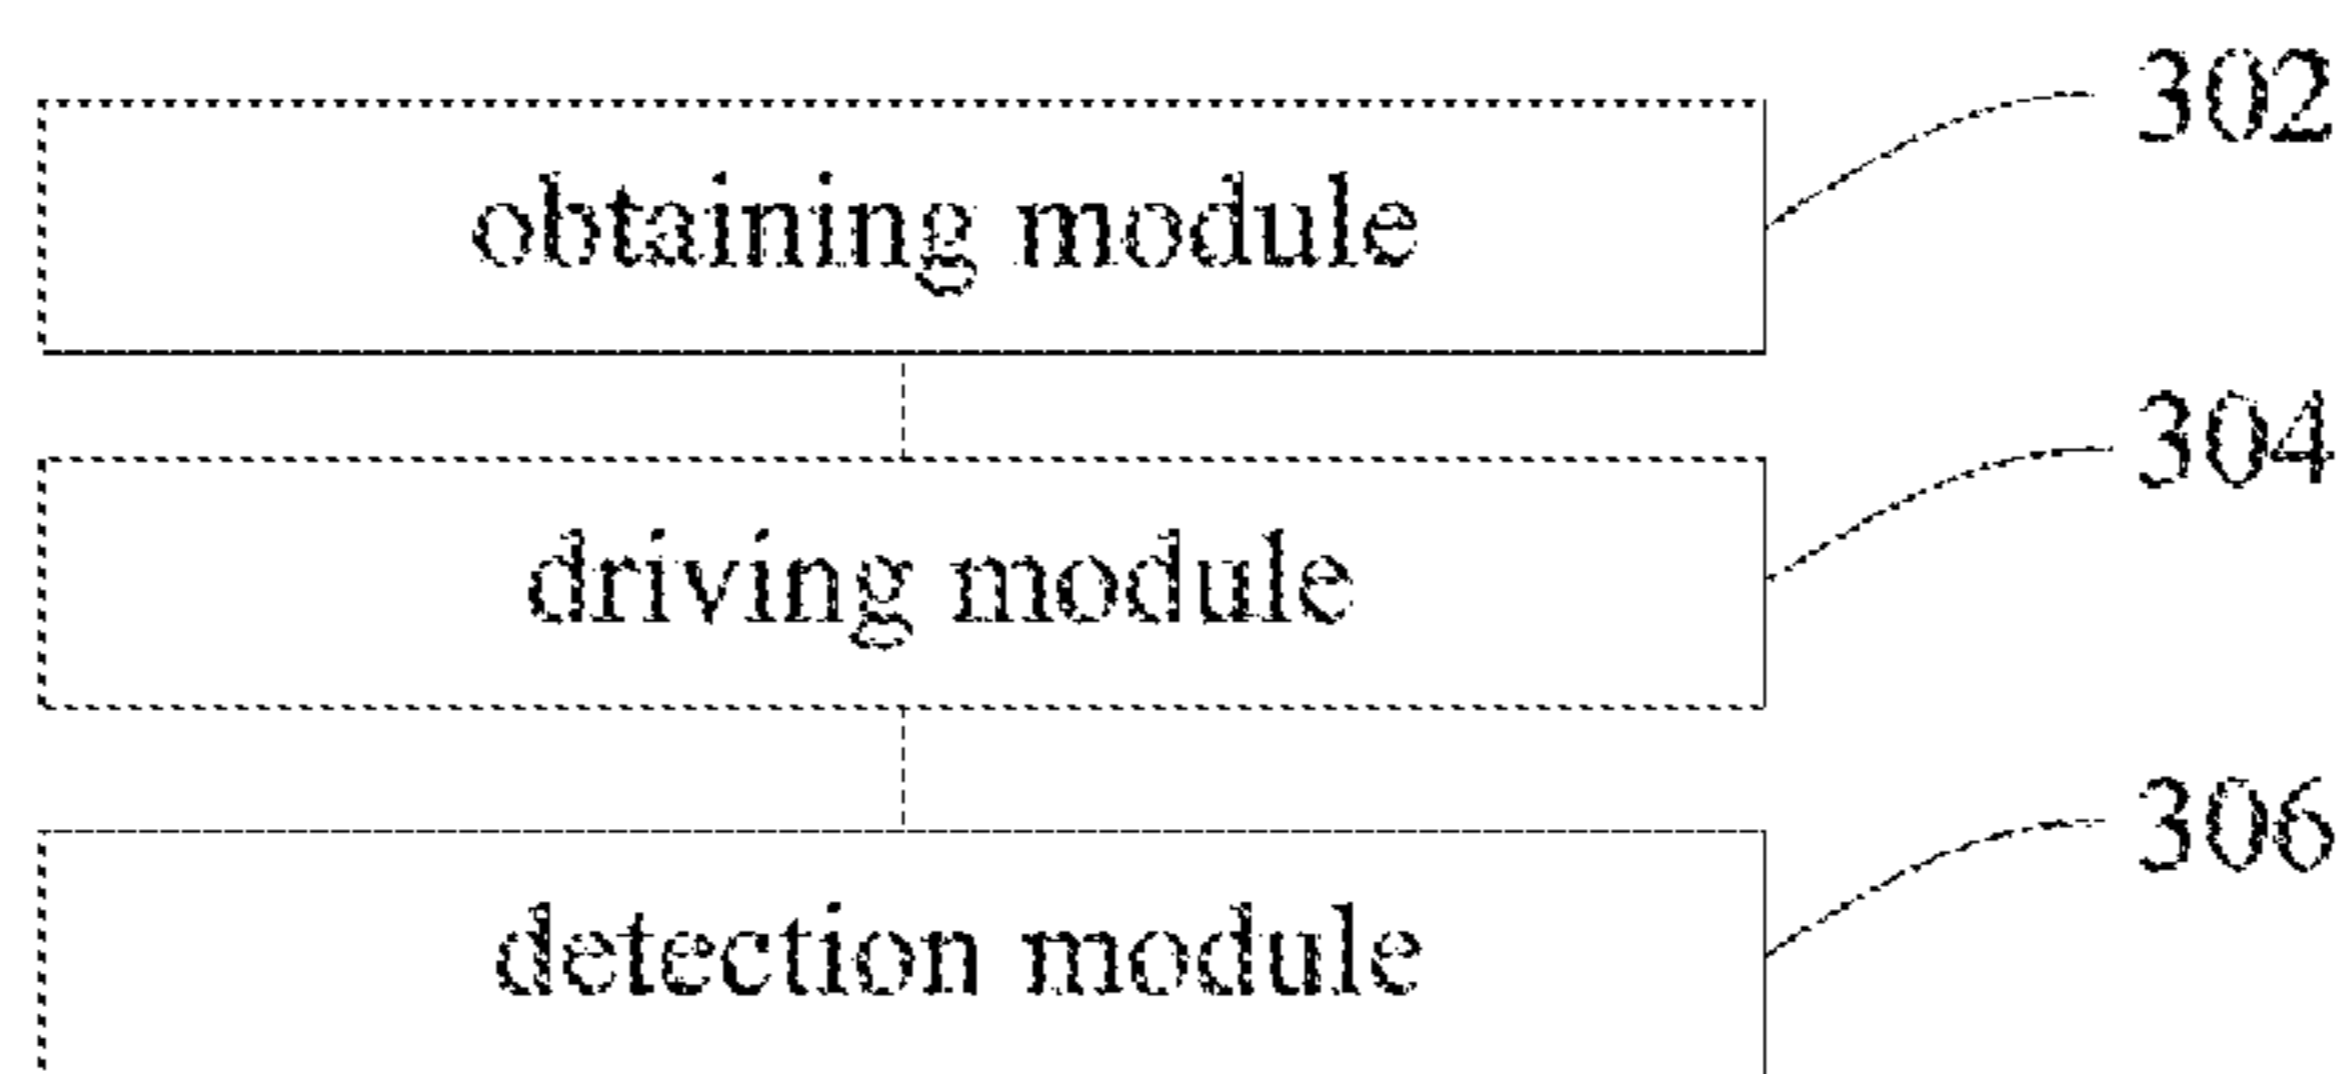 302
obtaining module
304
driving module
306
detection module